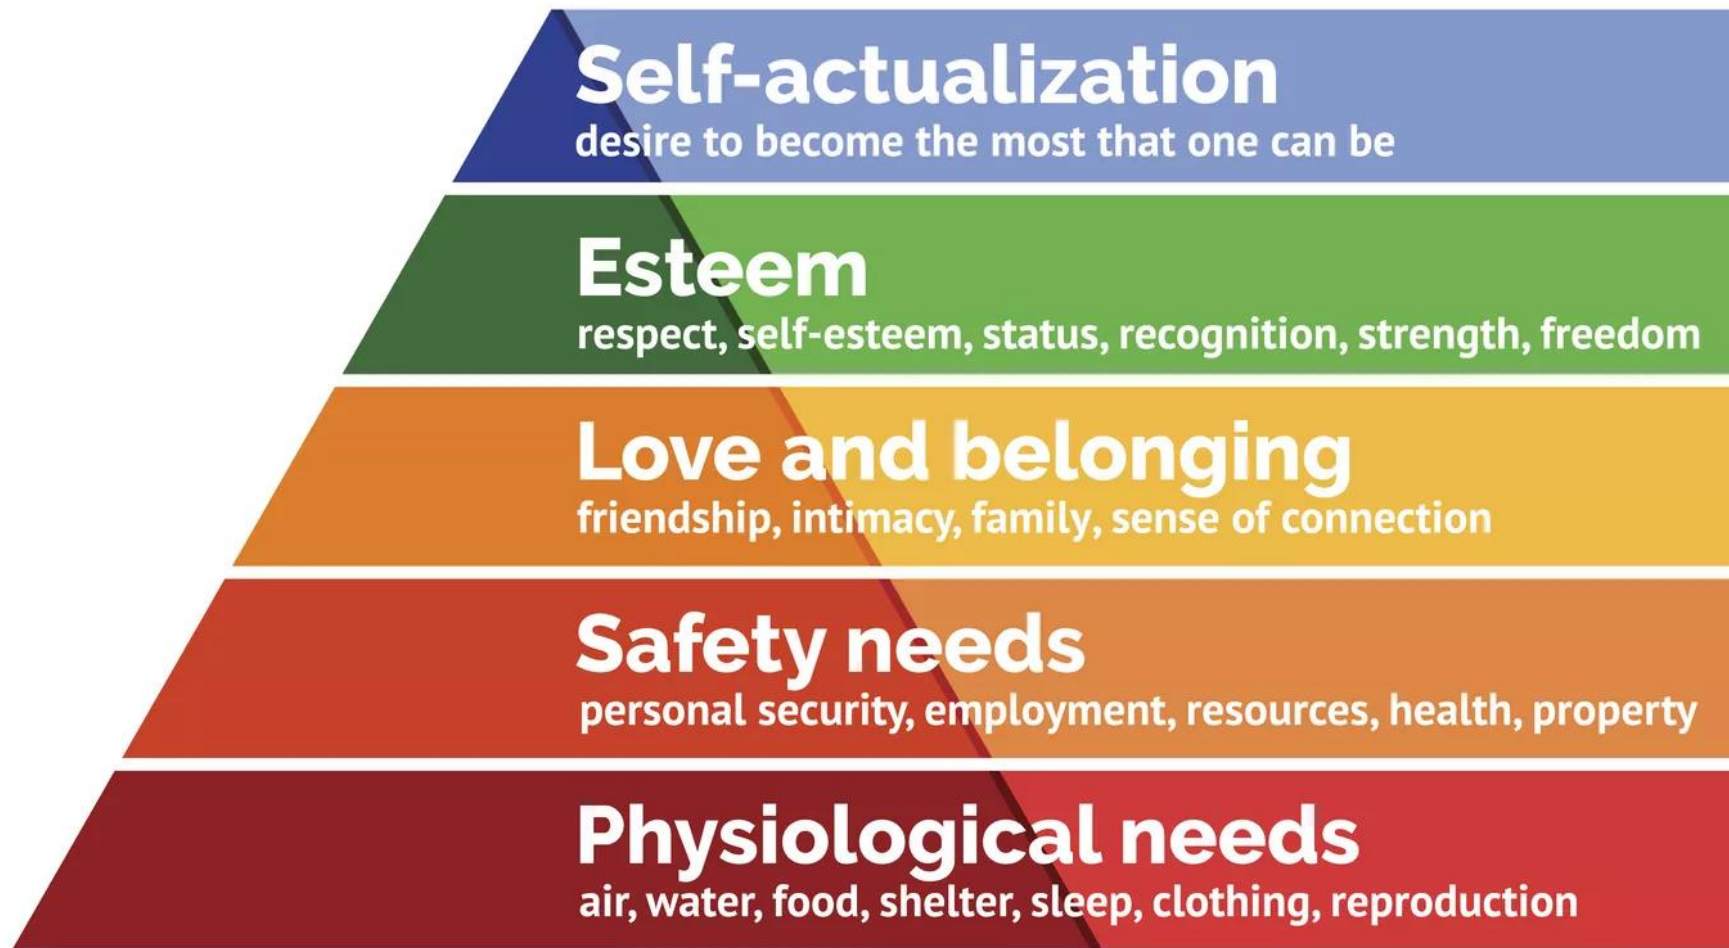 Self-actualization
desire to become the most that one can be
Esteem
respect, self-esteem, status, recognition, strength, freedom
Love and belonging
friendship, intimacy, family, sense of connection
Safety needs
personal security, employment, resources, health, property
Physiological needs
air, water, food, shelter, sleep, clothing, reproduction